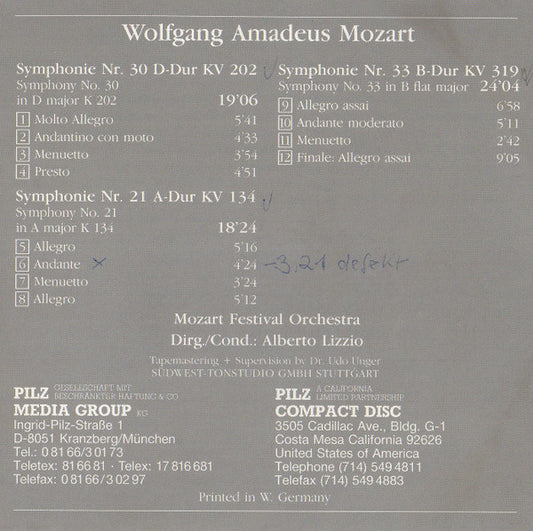 Wolfgang Amadeus Mozart
Symphonie Nr. 30 D-Dur KV 202
Symphony No. 30
in D major K 202 19'06
1 Molto Allegro 5'41
2 Andantino con moto 4'33
3 Menuetto 3'54
4 Presto 4'51
Symphonie Nr. 21 A-Dur KV 134
Symphony No. 21
in A major K 134 18'24
5 Allegro 5'16
6 Andante x 4'24 -3,21 defekt
7 Menuetto 3'24
8 Allegro 5'12
Symphonie Nr. 33 B-Dur KV 319
Symphony No. 33 in B flat major 24'04
9 Allegro assai 6'58
10 Andante moderato 5'11
11 Menuetto 2'42
12 Finale: Allegro assai 9'05
Mozart Festival Orchestra
Dirg./Cond.: Alberto Lizzio
Tapemastering + Supervision by Dr. Udo Unger
SÜDWEST-TONSTUDIO GMBH STUTTGART
PILZ GESELLSCHAFT MIT
BESCHRÄNKTER HAFTUNG & CO
MEDIA GROUP KG
Ingrid-Pilz-Straße 1
D-8051 Kranzberg/München
Tel.: 0 81 66/3 01 73
Teletex: 81 66 81 · Telex: 17 816 681
Telefax: 0 81 66/3 02 97
PILZ A CALIFORNIA
LIMITED PARTNERSHIP
COMPACT DISC
3505 Cadillac Ave., Bldg. G-1
Costa Mesa California 92626
United States of America
Telephone (714) 549 4811
Telefax (714) 549 4883
Printed in W. Germany